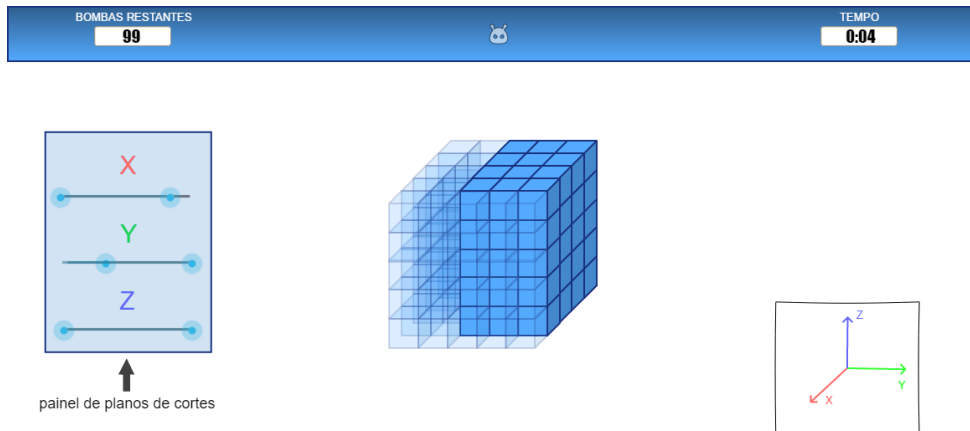 BOMBAS RESTANTES
99
TEMPO
0:04
X
Y
Z
painel de planos de cortes
Z
Y
X